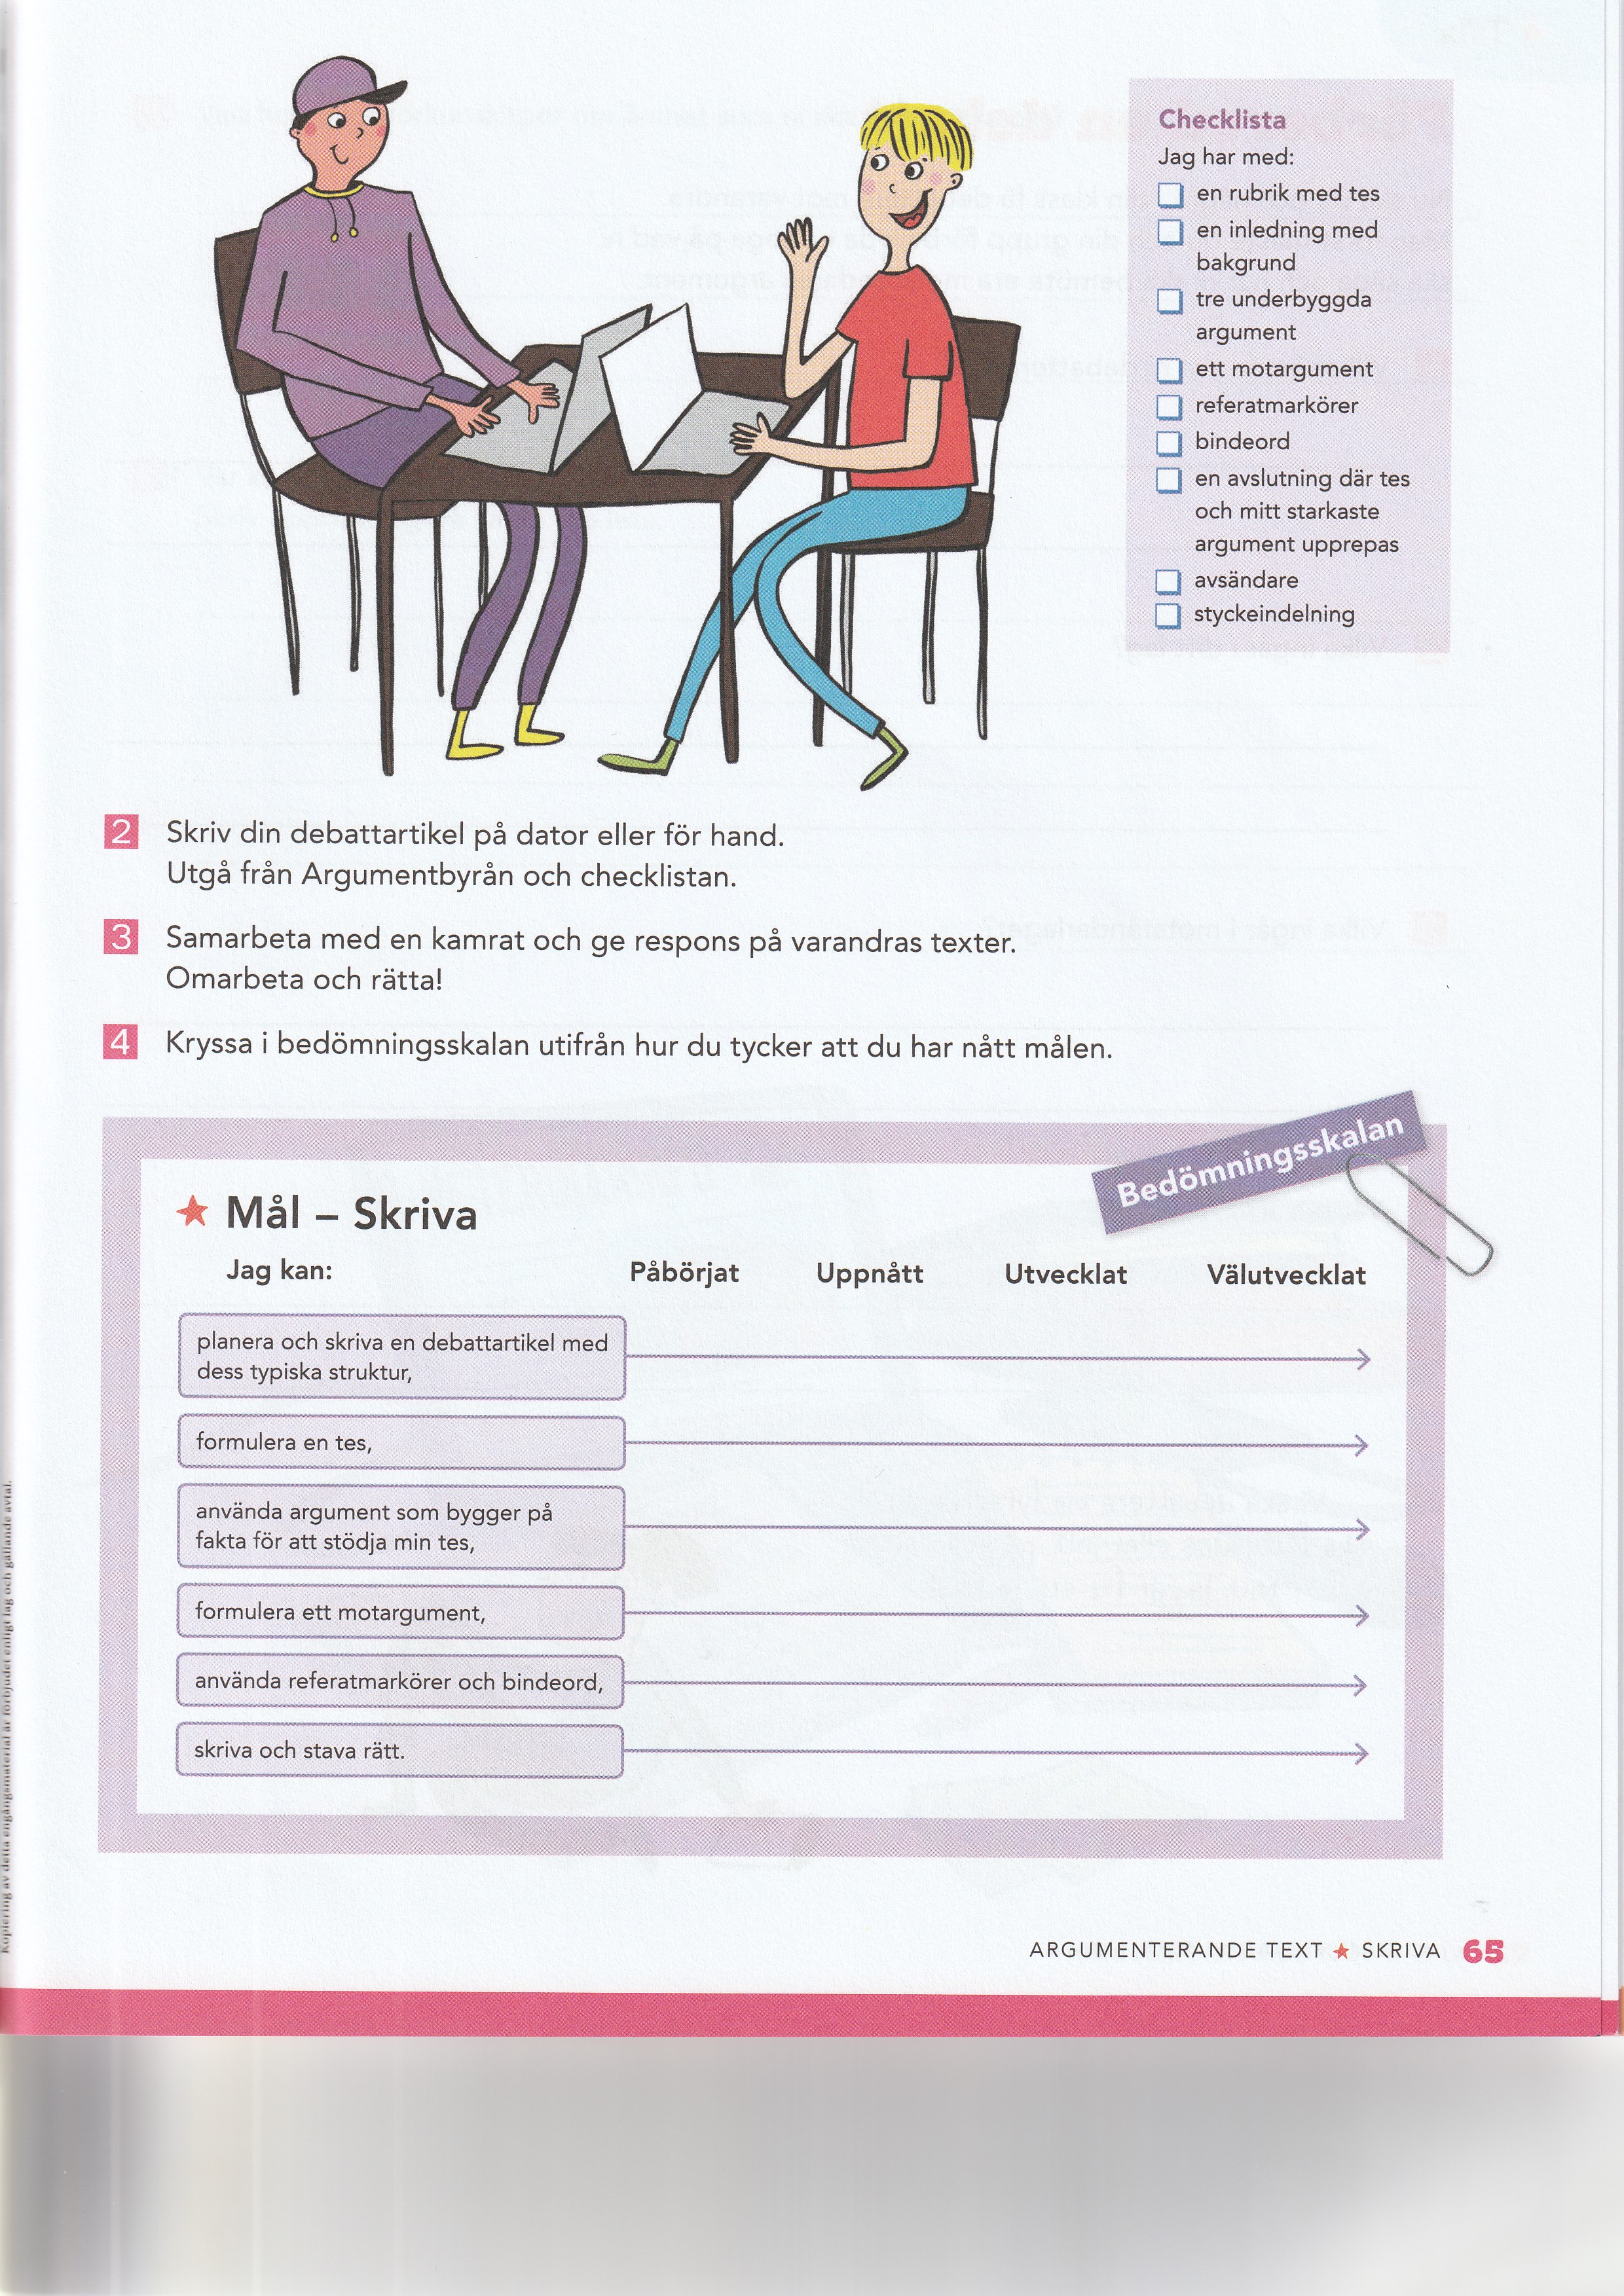 Checklista
Jag har med:
en rubrik med tes
en inledning med
bakgrund
tre underbyggda
argument
ett motargument
referatmarkörer
bindeord
en avslutning där tes
och mitt starkaste
argument upprepas
avsändare
styckeindelning
2 Skriv din debattartikel på dator eller för hand.
Utgå från Argumentbyrån och checklistan.
3 Samarbeta med en kamrat och ge respons på varandras texter.
Omarbeta och rätta!
4 Kryssa i bedömningsskalan utifrån hur du tycker att du har nått målen.
Bedömningsskalan
Mål – Skriva
Jag kan: Påbörjat Uppnått Utvecklat Välutvecklat
planera och skriva en debattartikel med
dess typiska struktur,
formulera en tes,
använda argument som bygger på
fakta för att stödja min tes,
formulera ett motargument,
använda referatmarkörer och bindeord,
skriva och stava rätt.
Kopiering av detta engångsmaterial är förbjudet enligt lag och gällande avtal.
ARGUMENTERANDE TEXT ★ SKRIVA 65